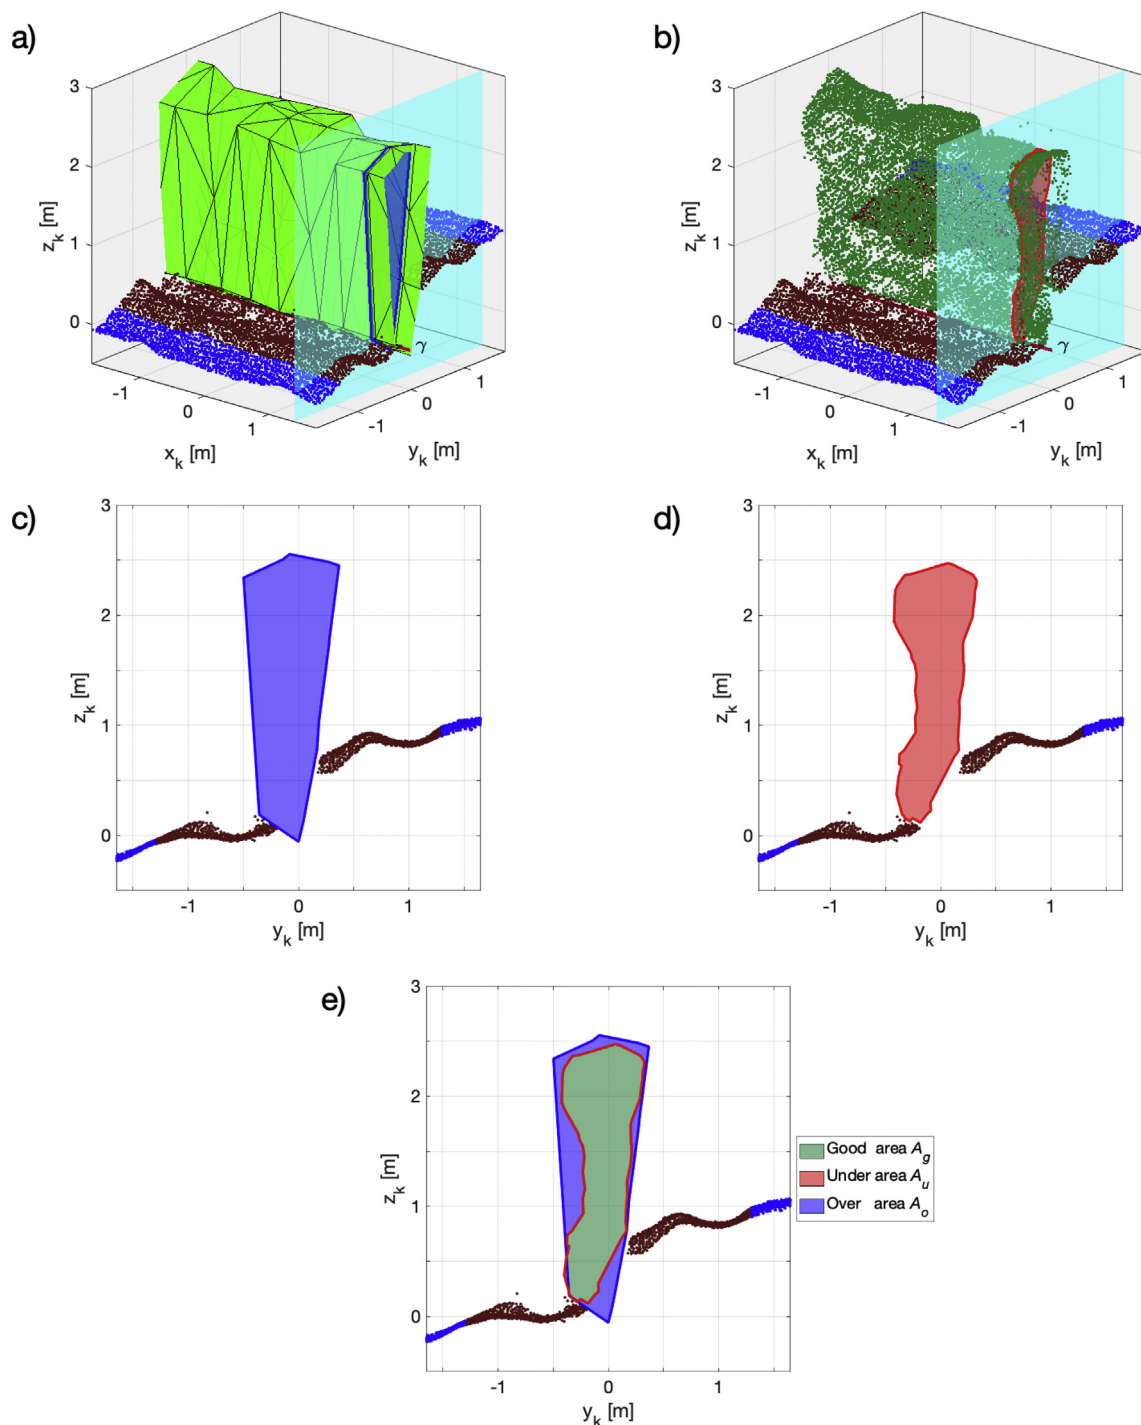 a)
3
2
1
0
z_k [m]
-1
0
1
x_k [m]
-1
0
1
y_k [m]
γ
b)
3
2
1
0
z_k [m]
-1
0
1
x_k [m]
-1
0
1
y_k [m]
γ
c)
3
2
1
0
z_k [m]
-1
0
1
y_k [m]
d)
3
2
1
0
z_k [m]
-1
0
1
y_k [m]
e)
3
2
1
0
z_k [m]
-1
0
1
y_k [m]
Good area A_g
Under area A_u
Over area A_o